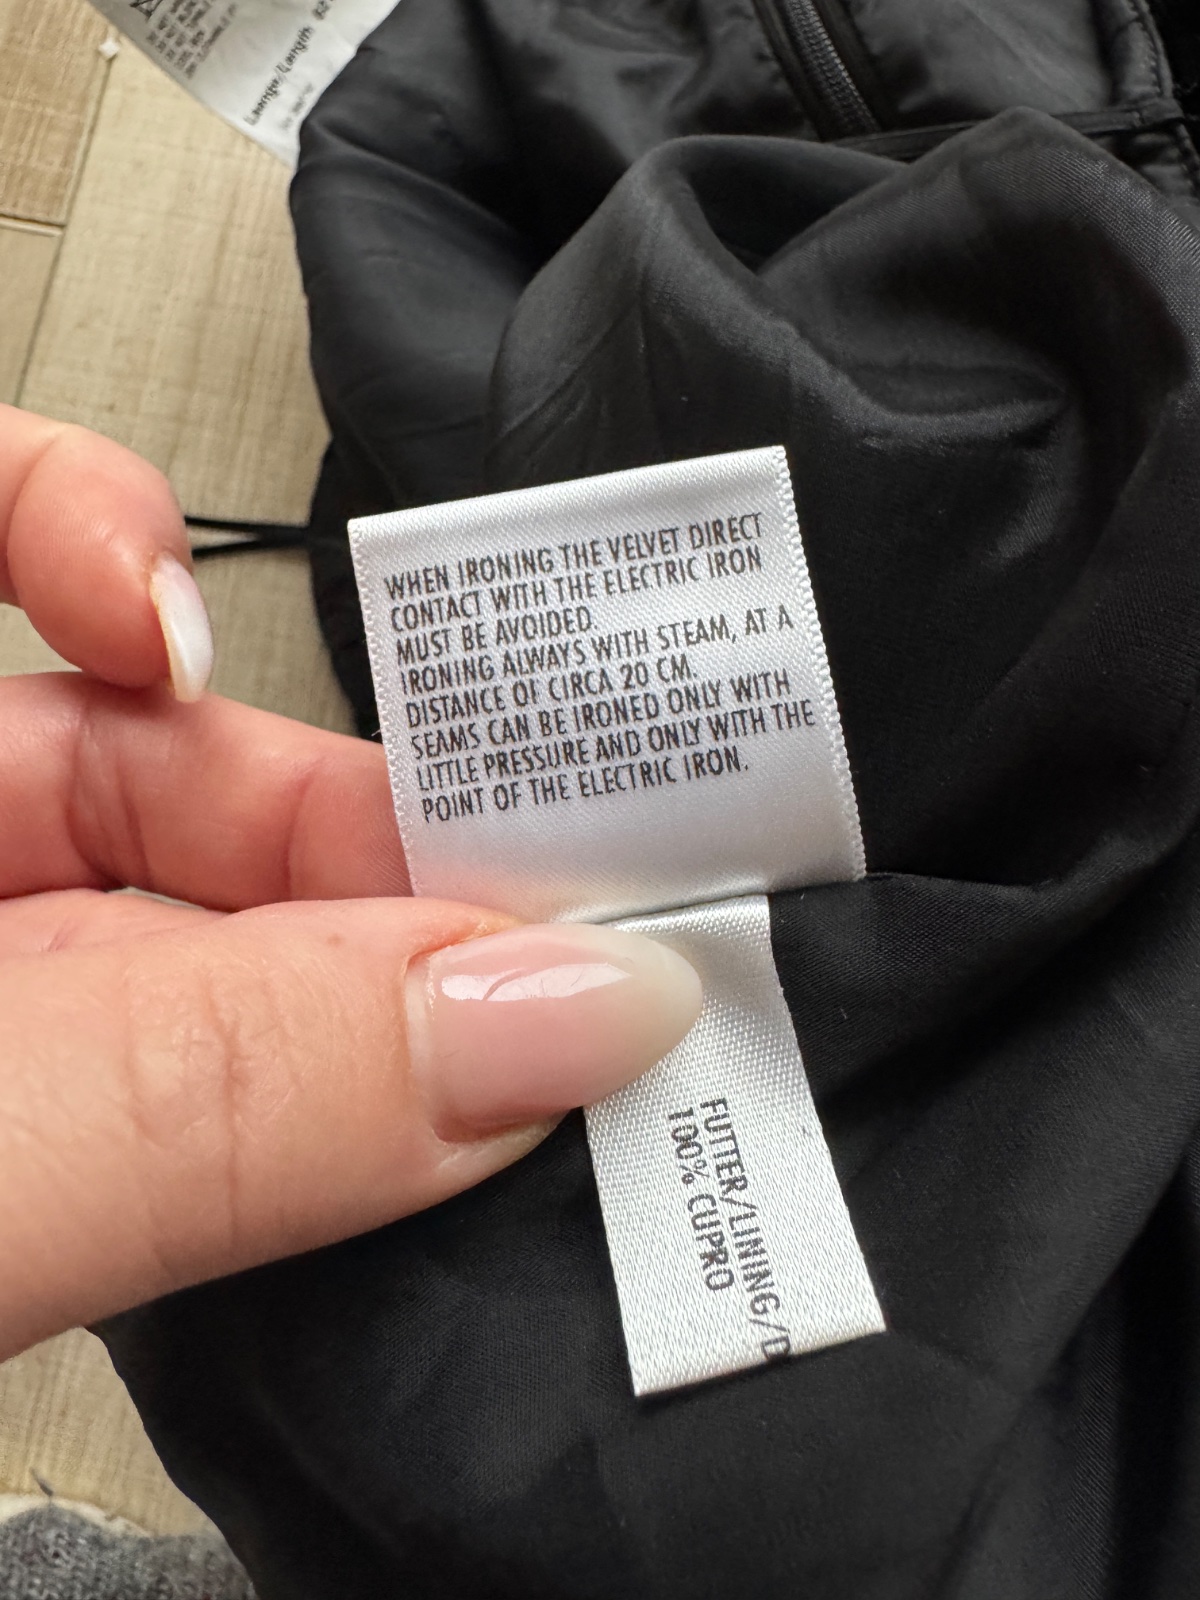 Laenge/Length
WHEN IRONING THE VELVET DIRECT
CONTACT WITH THE ELECTRIC IRON
MUST BE AVOIDED.
IRONING ALWAYS WITH STEAM, AT A
DISTANCE OF CIRCA 20 CM.
SEAMS CAN BE IRONED ONLY WITH
LITTLE PRESSURE AND ONLY WITH THE
POINT OF THE ELECTRIC IRON.
FUTTER/LINING/D
100% CUPRO